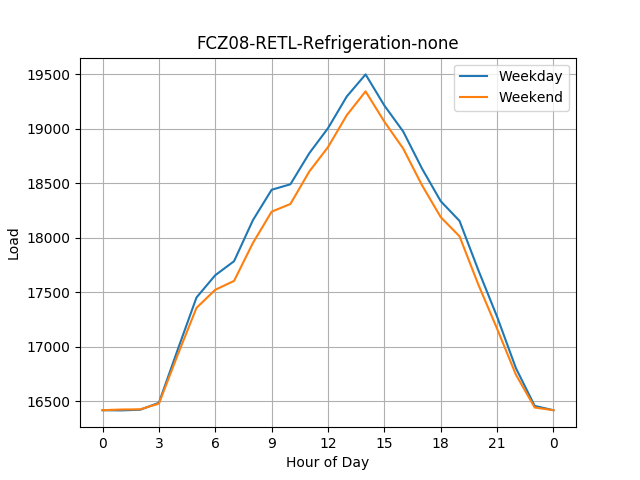 FCZ08-RETL-Refrigeration-none
Weekday
Weekend
Load
19500
19000
18500
18000
17500
17000
16500
0 3 6 9 12 15 18 21 0
Hour of Day